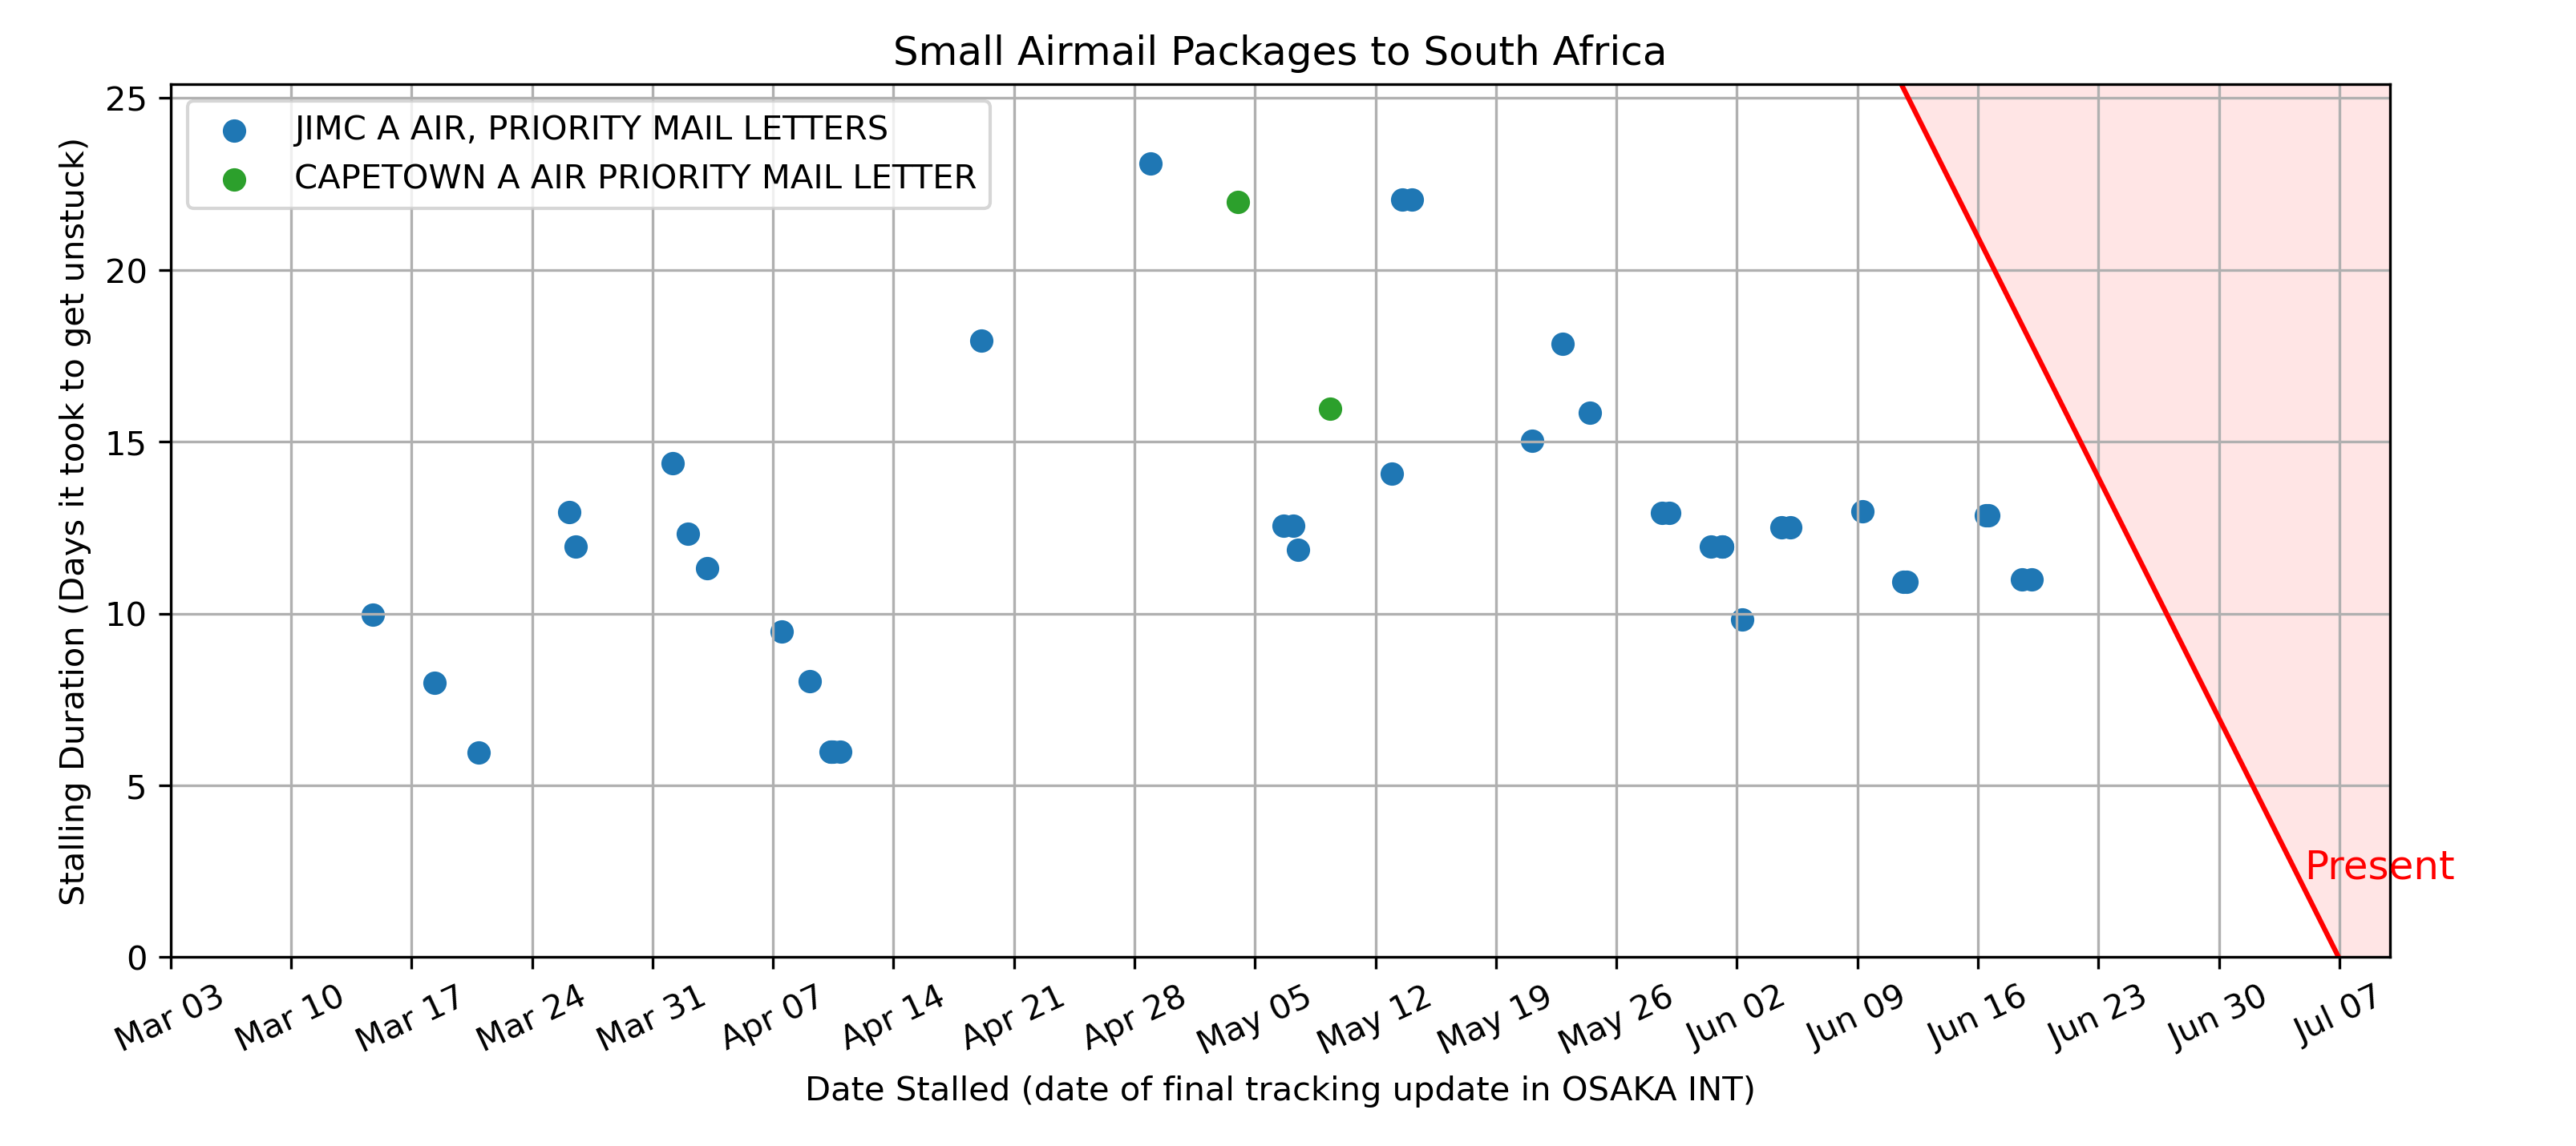 Small Airmail Packages to South Africa
JIMC A AIR, PRIORITY MAIL LETTERS
CAPETOWN A AIR PRIORITY MAIL LETTER
Stalling Duration (Days it took to get unstuck)
25
20
15
10
5
0
Present
Mar 03
Mar 10
Mar 17
Mar 24
Mar 31
Apr 07
Apr 14
Apr 21
Apr 28
May 05
May 12
May 19
May 26
Jun 02
Jun 09
Jun 16
Jun 23
Jun 30
Jul 07
Date Stalled (date of final tracking update in OSAKA INT)